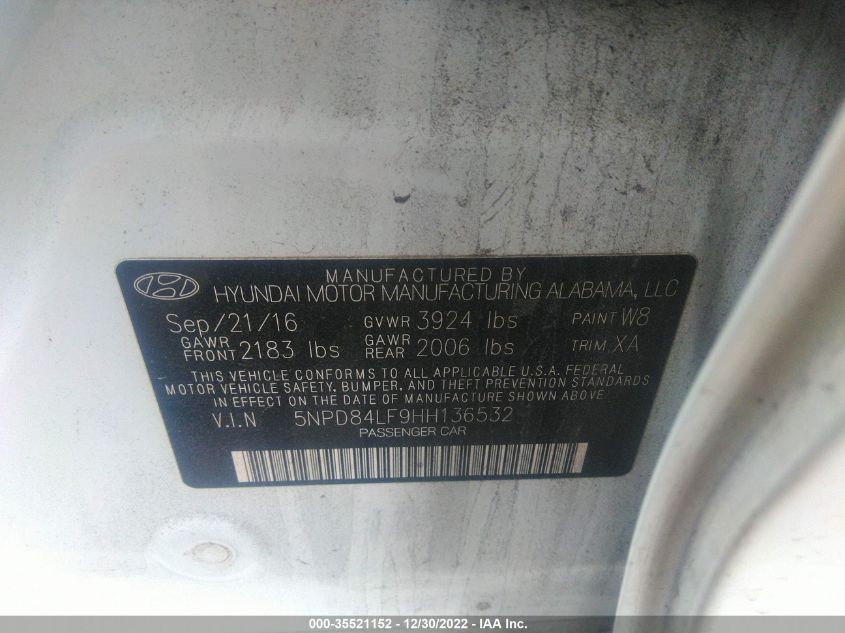 MANUFACTURED BY
HYUNDAI MOTOR MANUFACTURING ALABAMA, LLC
Sep/21/16 GVWR 3924 lbs PAINT W8
GAWR FRONT 2183 lbs GAWR REAR 2006 lbs TRIM XA
THIS VEHICLE CONFORMS TO ALL APPLICABLE U.S.A. FEDERAL
MOTOR VEHICLE SAFETY, BUMPER, AND THEFT PREVENTION STANDARDS
IN EFFECT ON THE DATE OF MANUFACTURE SHOWN ABOVE
V.I.N 5NPD84LF9HH136532
PASSENGER CAR
000-35521152 - 12/30/2022 - IAA Inc.